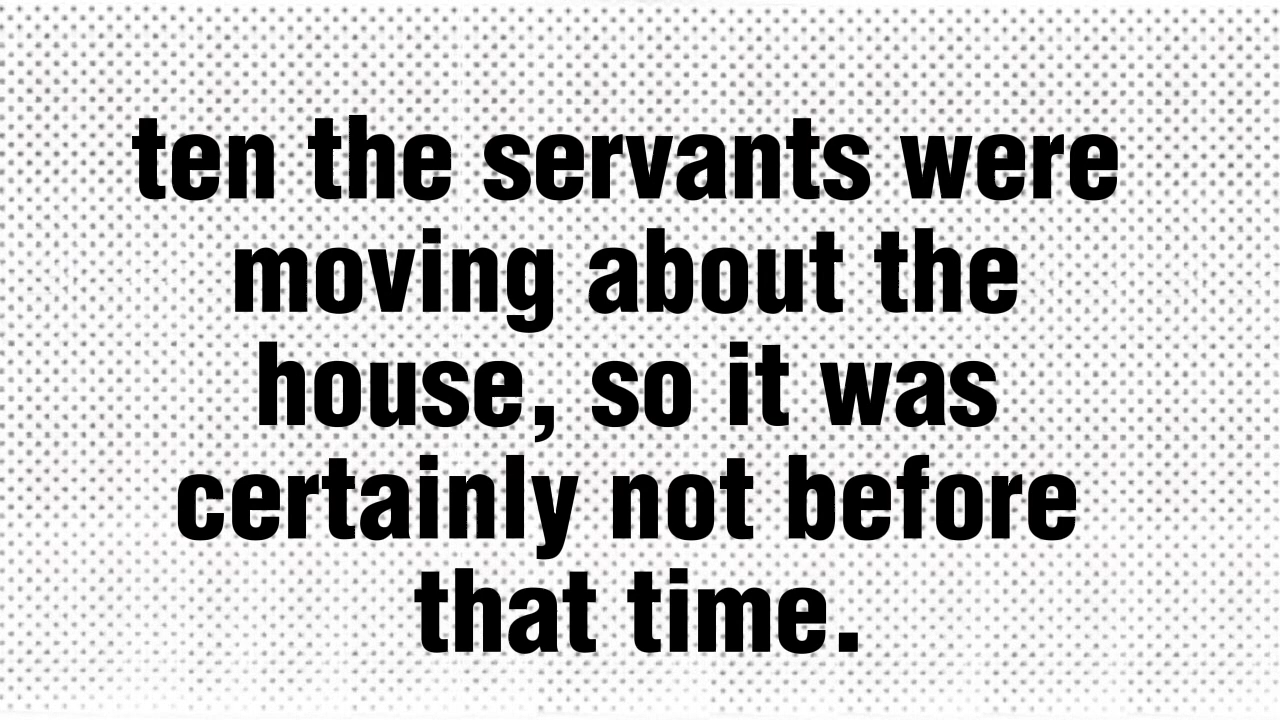 ten the servants were
moving about the
house, so it was
certainly not before
that time.